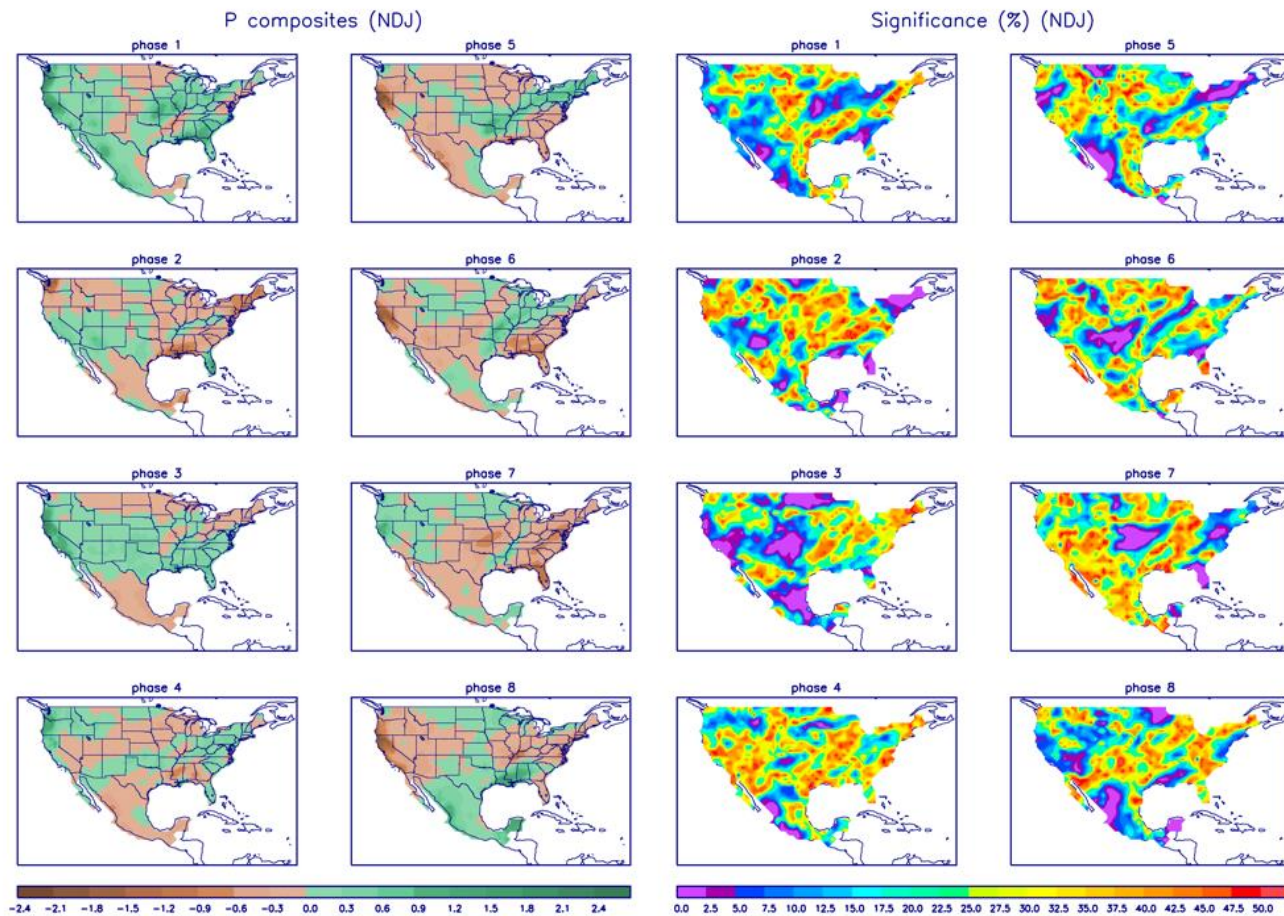 P composites (NDJ)
Significance (%) (NDJ)
phase 1
phase 5
phase 1
phase 5
phase 2
phase 6
phase 2
phase 6
phase 3
phase 7
phase 3
phase 7
phase 4
phase 8
phase 4
phase 8
−2.4 −2.1 −1.8 −1.5 −1.2 −0.9 −0.6 −0.3 0.0 0.3 0.6 0.9 1.2 1.5 1.8 2.1 2.4
0.0 2.5 5.0 7.5 10.0 12.5 15.0 17.5 20.0 22.5 25.0 27.5 30.0 32.5 35.0 37.5 40.0 42.5 45.0 47.5 50.0